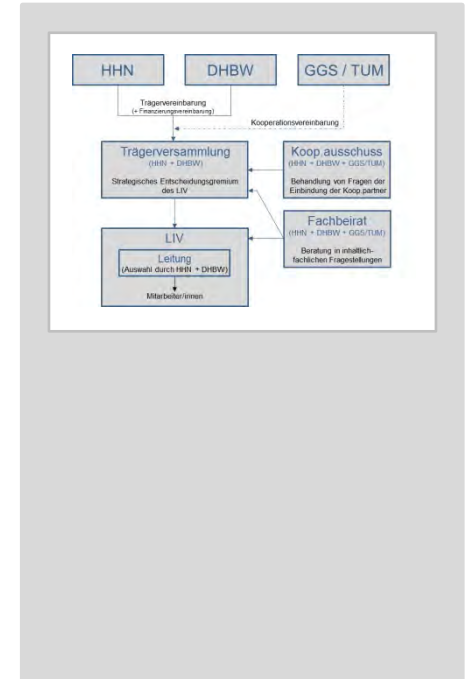 HHN
DHBW
GGS / TUM
Trägervereinbarung
(+ Finanzierungsvereinbarung)
Kooperationsvereinbarung
Trägerversammlung
(HHN + DHBW)
Strategisches Entscheidungsgremium
des LIV
Koop.ausschuss
(HHN + DHBW + GGS/TUM)
Behandlung von Fragen der
Einbindung der Koop.partner
Fachbeirat
(HHN + DHBW + GGS/TUM)
Beratung in inhaltlich-
fachlichen Fragestellungen
LIV
Leitung
(Auswahl durch HHN + DHBW)
Mitarbeiter/innen